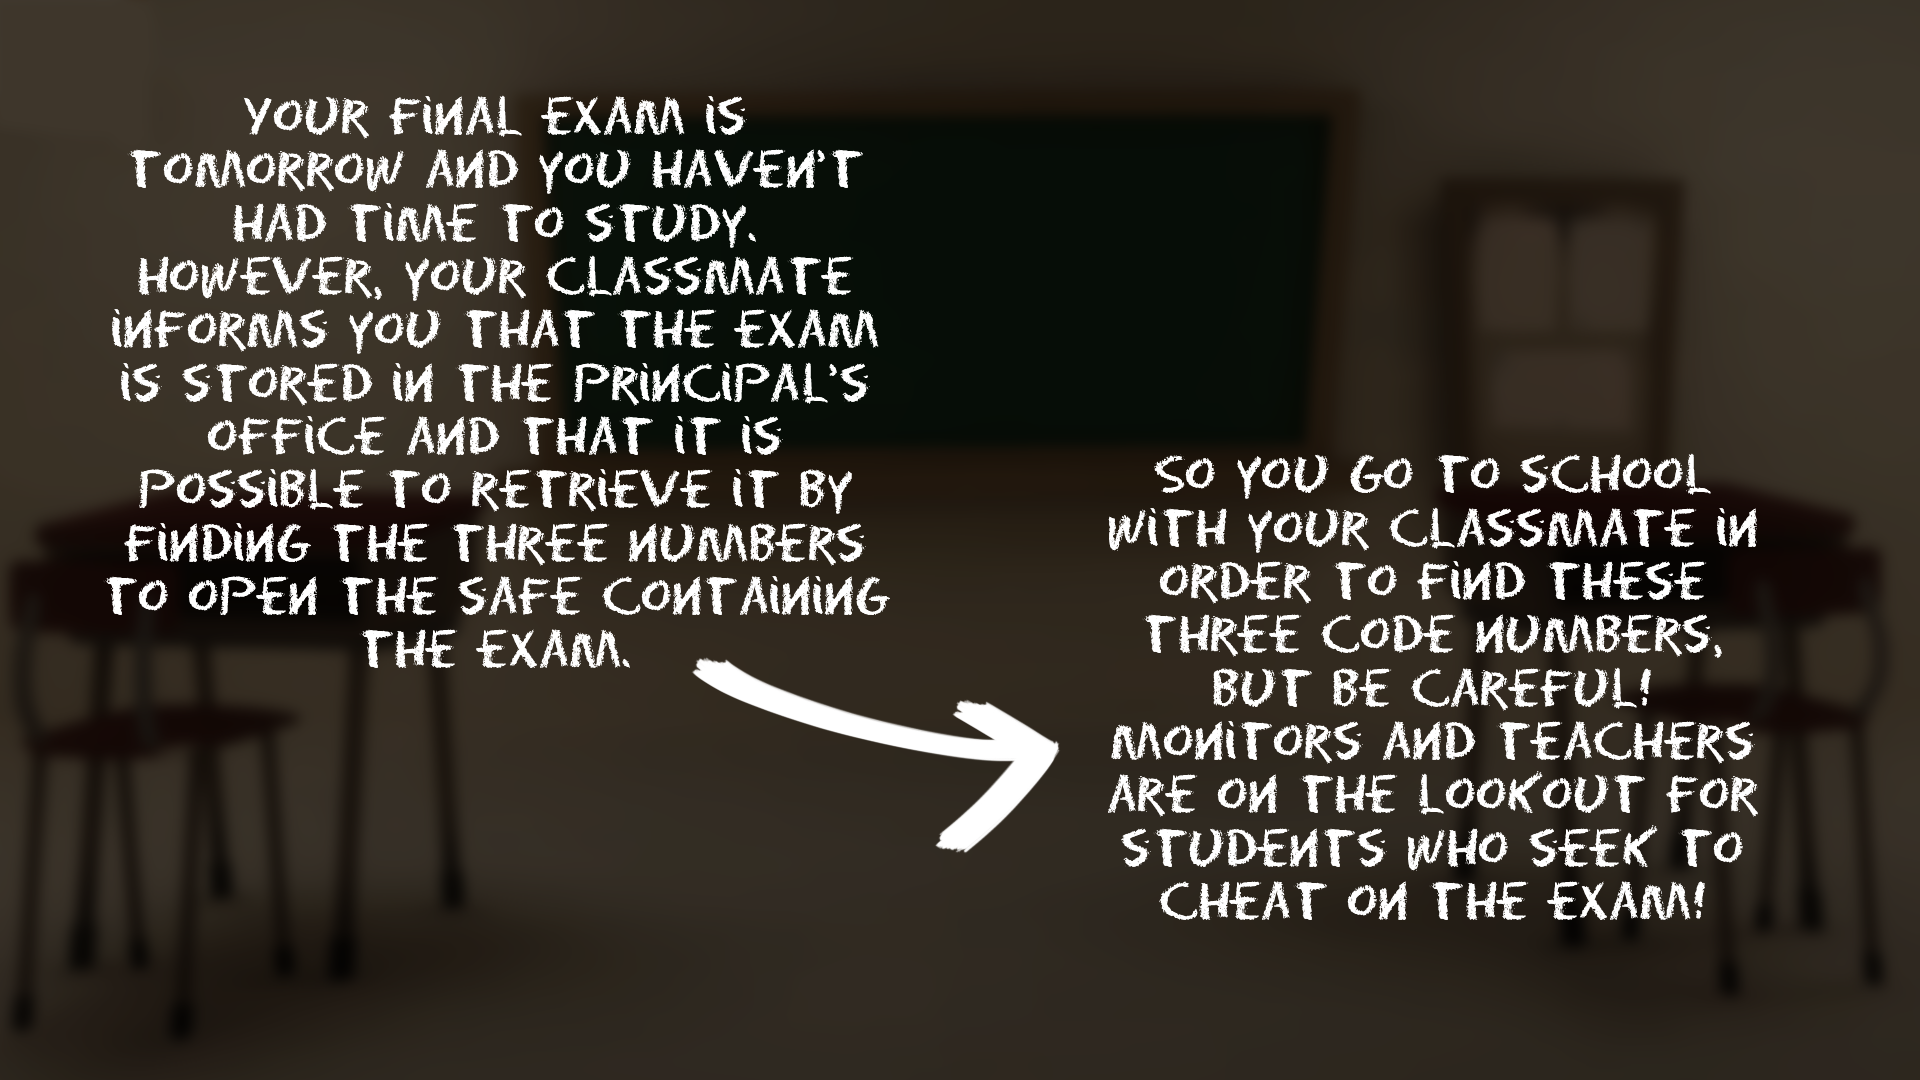 YOUR FINAL EXAM IS
TOMORROW AND YOU HAVEN'T
HAD TIME TO STUDY.
HOWEVER, YOUR CLASSMATE
INFORMS YOU THAT THE EXAM
IS STORED IN THE PRINCIPAL'S
OFFICE AND THAT IT IS
POSSIBLE TO RETRIEVE IT BY
FINDING THE THREE NUMBERS
TO OPEN THE SAFE CONTAINING
THE EXAM.
SO YOU GO TO SCHOOL
WITH YOUR CLASSMATE IN
ORDER TO FIND THESE
THREE CODE NUMBERS,
BUT BE CAREFUL!
MONITORS AND TEACHERS
ARE ON THE LOOKOUT FOR
STUDENTS WHO SEEK TO
CHEAT ON THE EXAM!